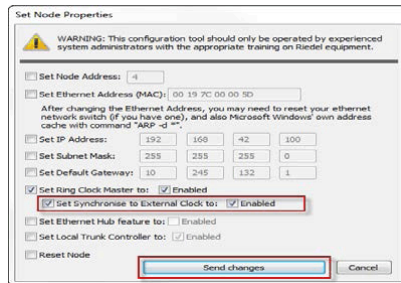 Set Node Properties
WARNING: This configuration tool should only be operated by experienced
system administrators with the appropriate training on Riedel equipment.
Set Node Address: 4
Set Ethernet Address (MAC): 00 19 7C 00 00 5D
After changing the Ethernet Address, you may need to reset your ethernet
network switch (if you have one), and also Microsoft Windows' own address
cache with command "ARP -d *".
Set IP Address: 192 168 42 100
Set Subnet Mask: 255 255 255 0
Set Default Gateway: 10 245 132 1
Set Ring Clock Master to: Enabled
Set Synchronise to External Clock to: Enabled
Set Ethernet Hub feature to: Enabled
Set Local Trunk Controller to: Enabled
Reset Node
Send changes Cancel